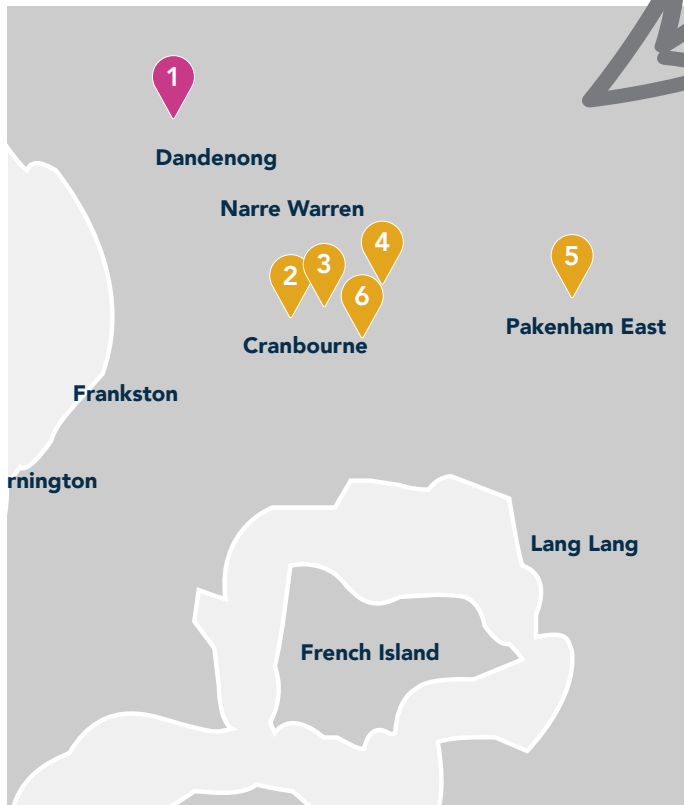 1
Dandenong
Narre Warren
4
3
2
5
6
Pakenham East
Cranbourne
Frankston
rnington
Lang Lang
French Island